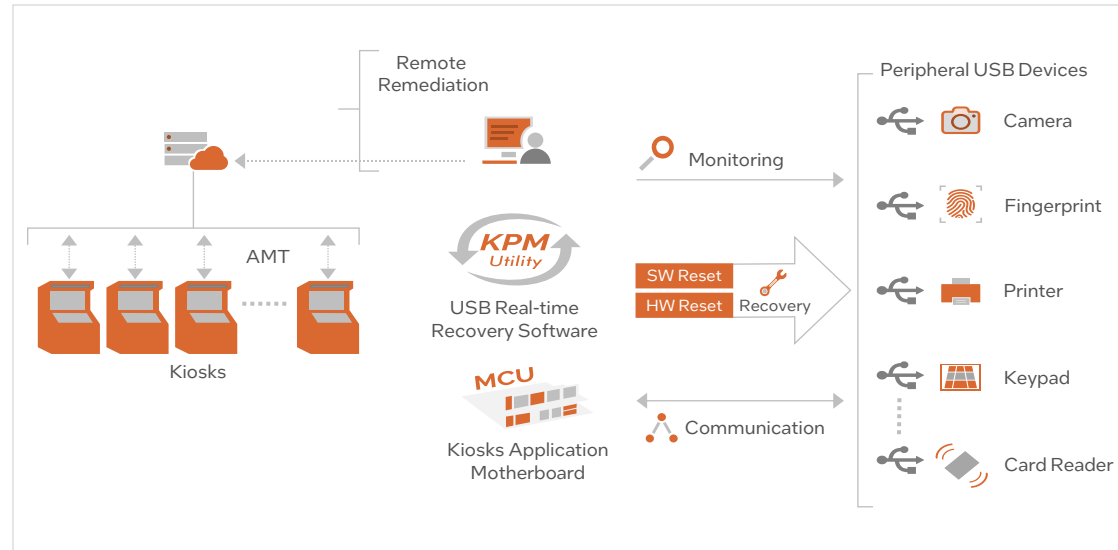 Remote
Remediation
AMT
Kiosks
KPM
Utility
USB Real-time
Recovery Software
MCU
Kiosks Application
Motherboard
Monitoring
SW Reset
HW Reset
Recovery
Communication
Peripheral USB Devices
Camera
Fingerprint
Printer
Keypad
Card Reader